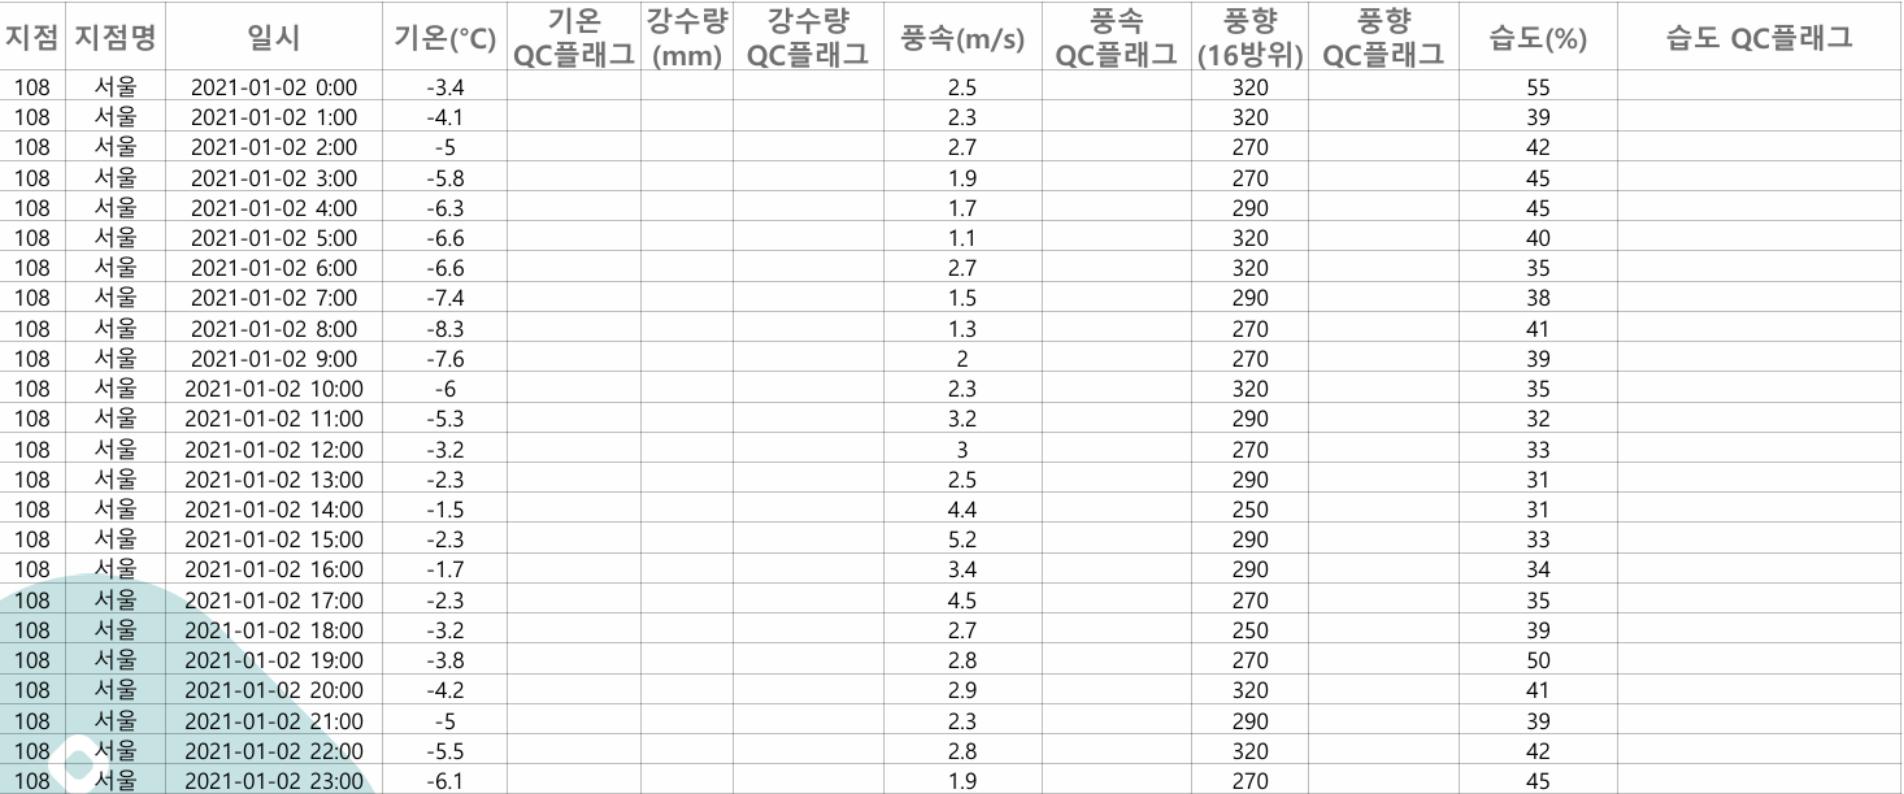 지점 지점명 일시 기온(°C) 기온 QC플래그 강수량 (mm) 강수량 QC플래그 풍속(m/s) 풍속 QC플래그 풍향 (16방위) 풍향 QC플래그 습도(%) 습도 QC플래그
108 서울 2021-01-02 0:00 -3.4 2.5 320 55
108 서울 2021-01-02 1:00 -4.1 2.3 320 39
108 서울 2021-01-02 2:00 -5 2.7 270 42
108 서울 2021-01-02 3:00 -5.8 1.9 270 45
108 서울 2021-01-02 4:00 -6.3 1.7 290 45
108 서울 2021-01-02 5:00 -6.6 1.1 320 40
108 서울 2021-01-02 6:00 -6.6 2.7 320 35
108 서울 2021-01-02 7:00 -7.4 1.5 290 38
108 서울 2021-01-02 8:00 -8.3 1.3 270 41
108 서울 2021-01-02 9:00 -7.6 2 270 39
108 서울 2021-01-02 10:00 -6 2.3 320 35
108 서울 2021-01-02 11:00 -5.3 3.2 290 32
108 서울 2021-01-02 12:00 -3.2 3 270 33
108 서울 2021-01-02 13:00 -2.3 2.5 290 31
108 서울 2021-01-02 14:00 -1.5 4.4 250 31
108 서울 2021-01-02 15:00 -2.3 5.2 290 33
108 서울 2021-01-02 16:00 -1.7 3.4 290 34
108 서울 2021-01-02 17:00 -2.3 4.5 270 35
108 서울 2021-01-02 18:00 -3.2 2.7 250 39
108 서울 2021-01-02 19:00 -3.8 2.8 270 50
108 서울 2021-01-02 20:00 -4.2 2.9 320 41
108 서울 2021-01-02 21:00 -5 2.3 290 39
108 서울 2021-01-02 22:00 -5.5 2.8 320 42
108 서울 2021-01-02 23:00 -6.1 1.9 270 45